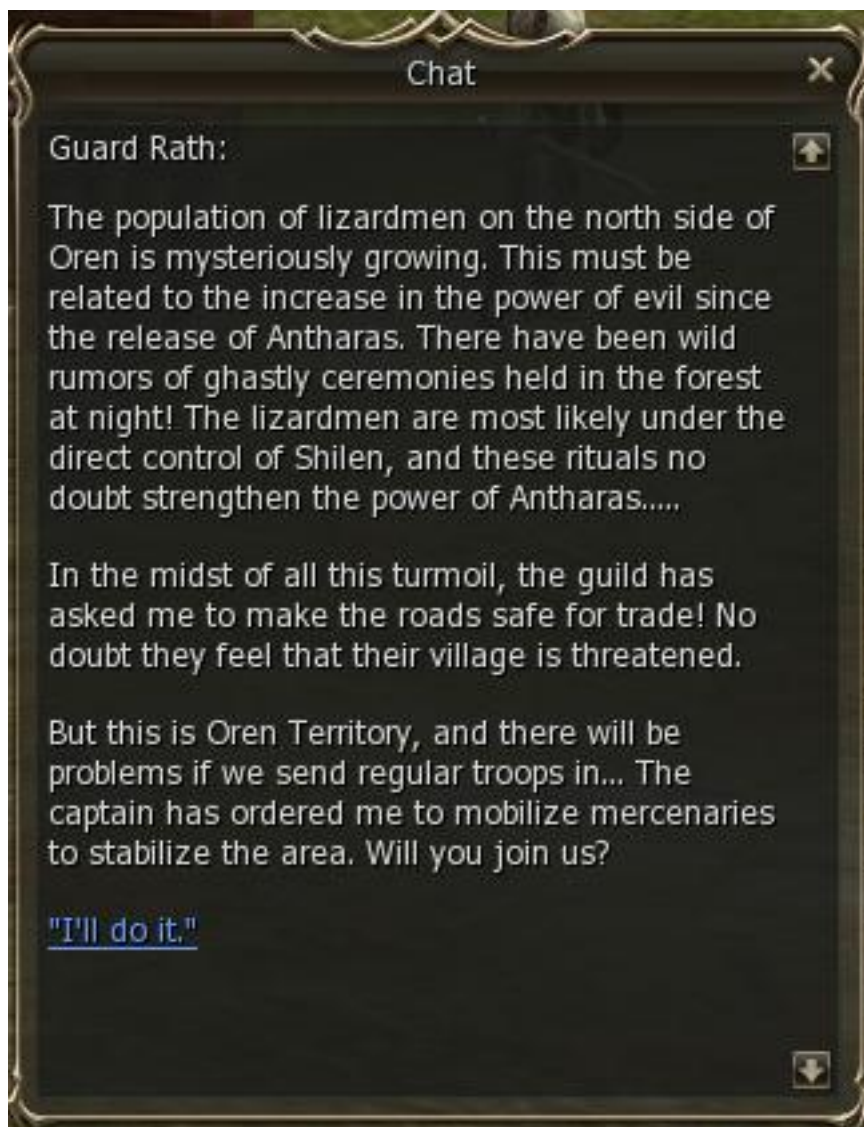 Chat
Guard Rath:
The population of lizardmen on the north side of
Oren is mysteriously growing. This must be
related to the increase in the power of evil since
the release of Antharas. There have been wild
rumors of ghastly ceremonies held in the forest
at night! The lizardmen are most likely under the
direct control of Shilen, and these rituals no
doubt strengthen the power of Antharas.....
In the midst of all this turmoil, the guild has
asked me to make the roads safe for trade! No
doubt they feel that their village is threatened.
But this is Oren Territory, and there will be
problems if we send regular troops in... The
captain has ordered me to mobilize mercenaries
to stabilize the area. Will you join us?
"I'll do it."